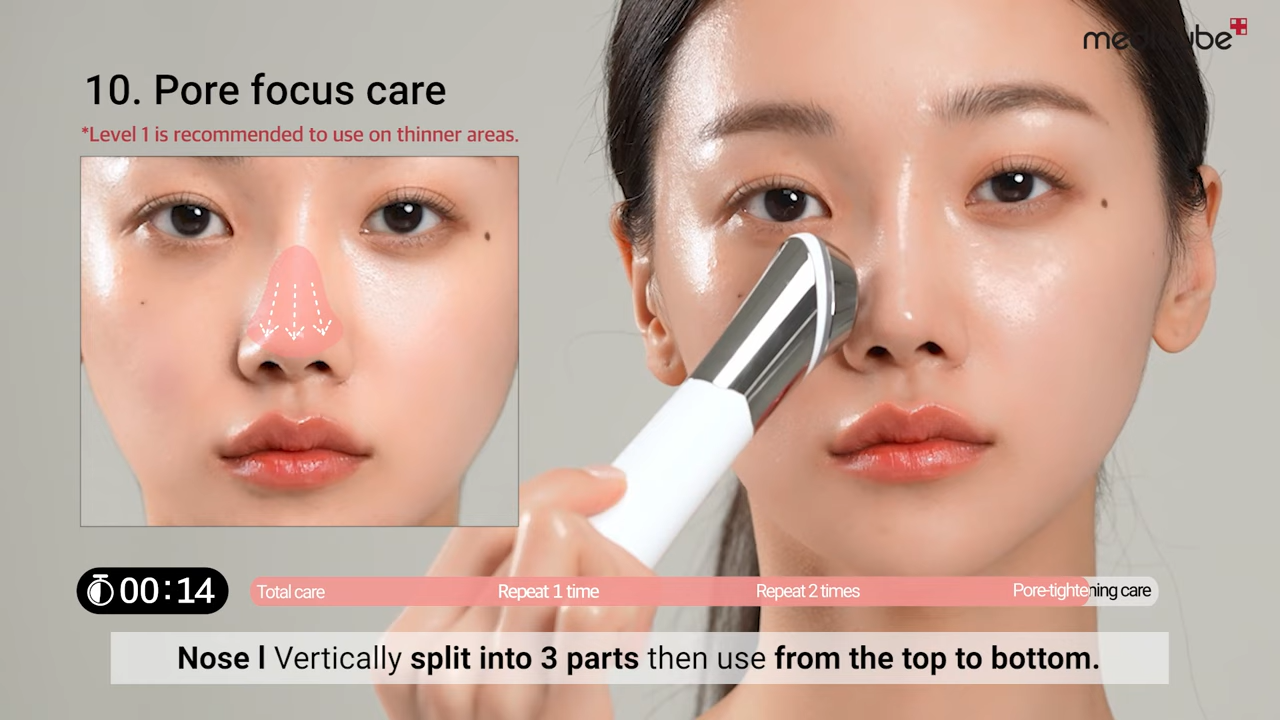 medicube
10. Pore focus care
*Level 1 is recommended to use on thinner areas.
00:14
Total care
Repeat 1 time
Repeat 2 times
Pore-tightening care
Nose l Vertically split into 3 parts then use from the top to bottom.